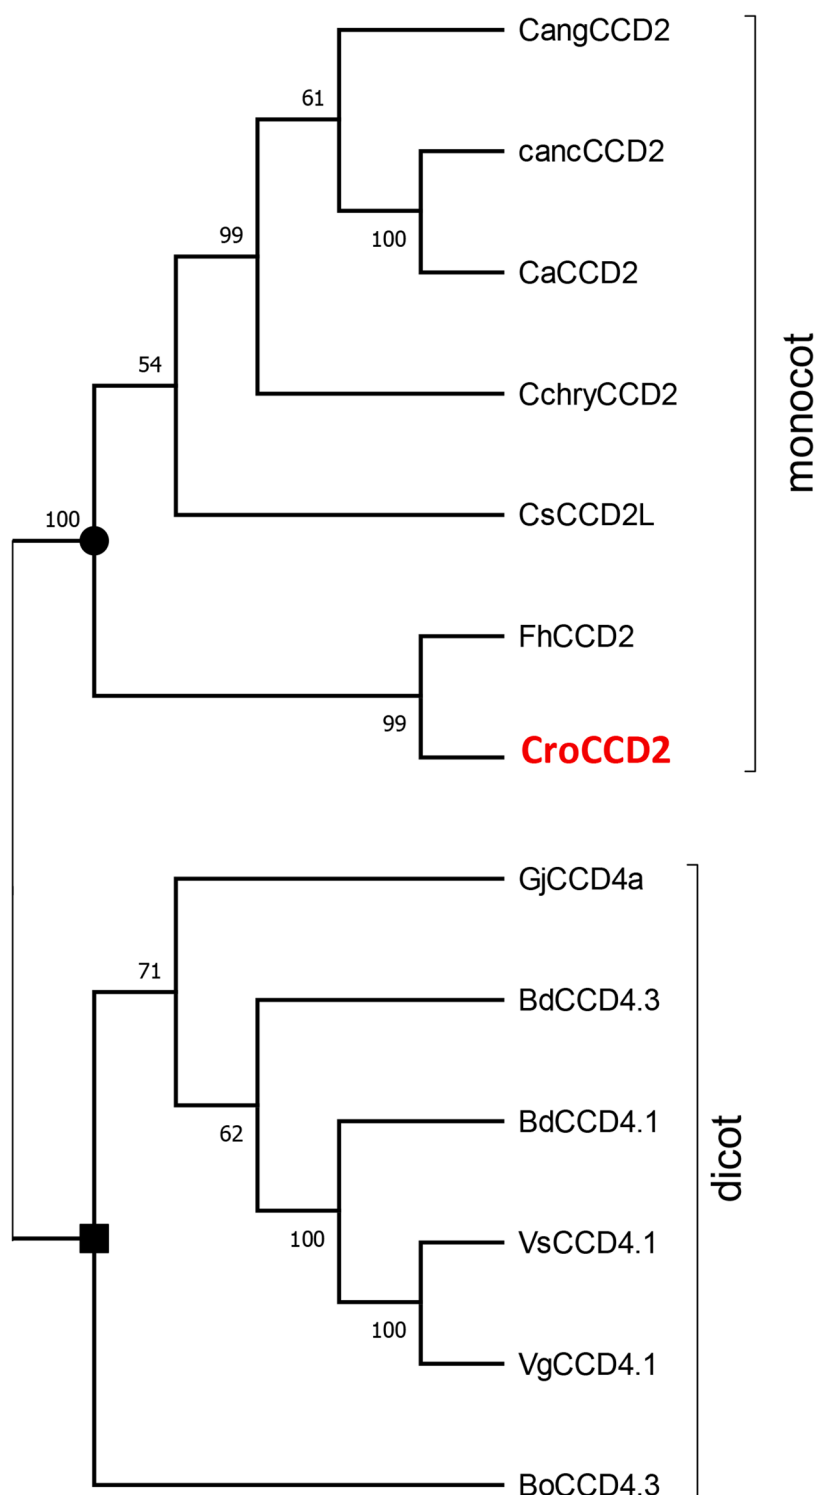 CangCCD2
61
cancCCD2
99
100
CaCCD2
54
CchryCCD2
monocot
100
CsCCD2L
FhCCD2
99
CroCCD2
GjCCD4a
71
BdCCD4.3
62
BdCCD4.1
dicot
100
VsCCD4.1
100
VgCCD4.1
BoCCD4.3